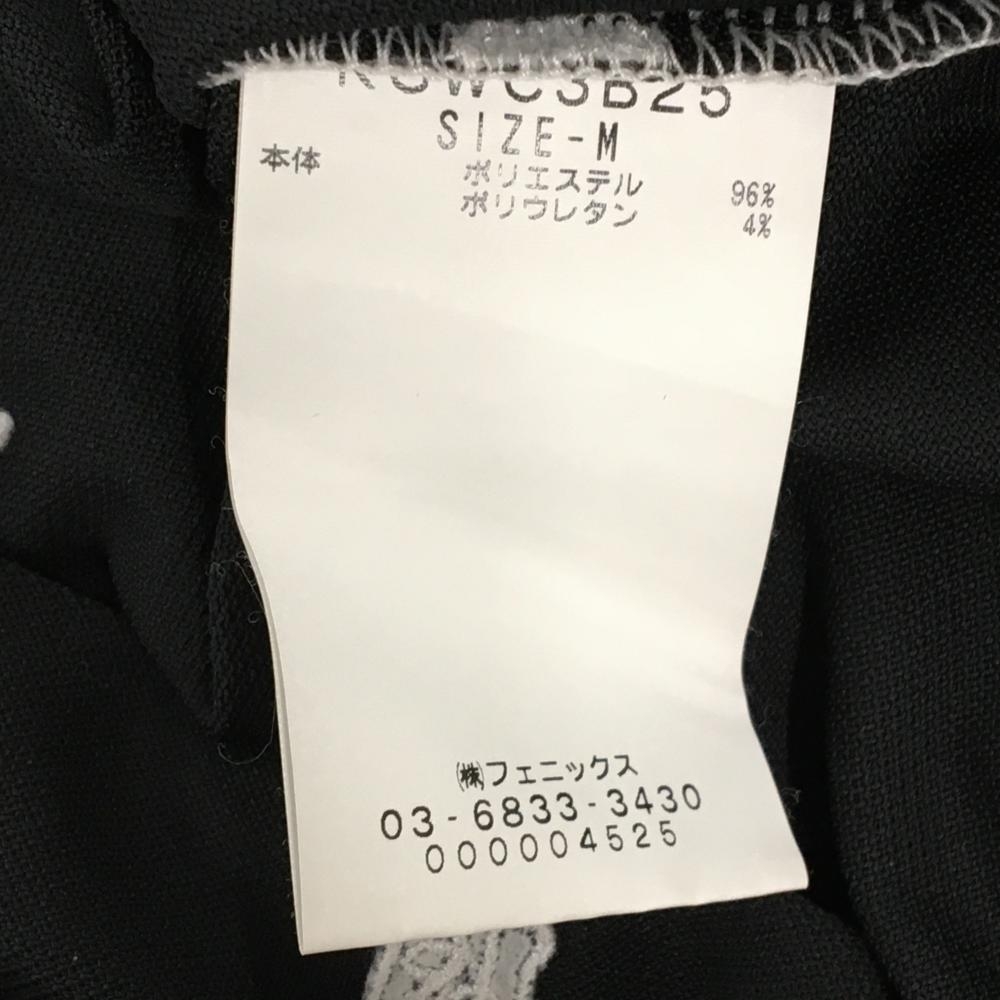 SIZE-M
本体
ポリエステル 96%
ポリウレタン 4%
㈱フェニックス
03-6833-3430
000004525